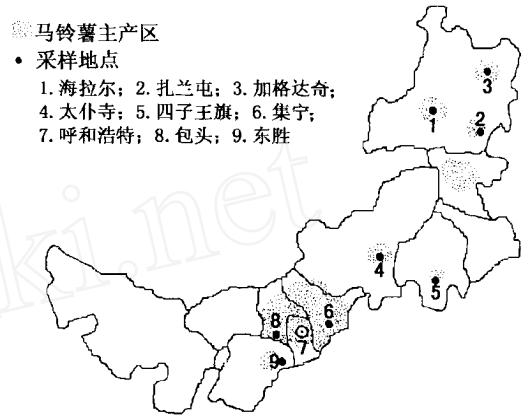 马铃薯主产区
• 采样地点
1. 海拉尔；2. 扎兰屯；3. 加格达奇；
4. 太仆寺；5. 四子王旗；6. 集宁；
7. 呼和浩特；8. 包头；9. 东胜
3
1
2
4
5
6
8
7
9
ki.net